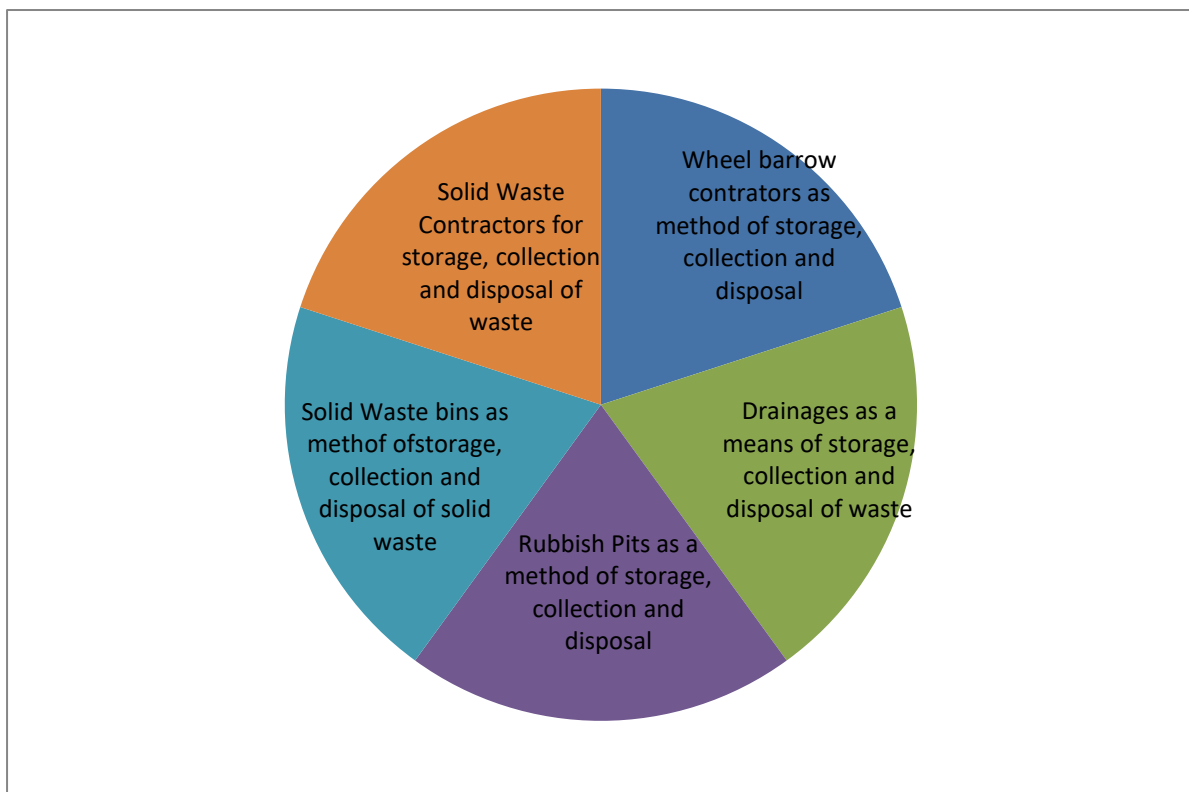 Wheel barrow
contrators as
method of storage,
collection and
disposal
Drainages as a
means of storage,
collection and
disposal of waste
Rubbish Pits as a
method of storage,
collection and
disposal
Solid Waste bins as
methof ofstorage,
collection and
disposal of solid
waste
Solid Waste
Contractors for
storage, collection
and disposal of
waste